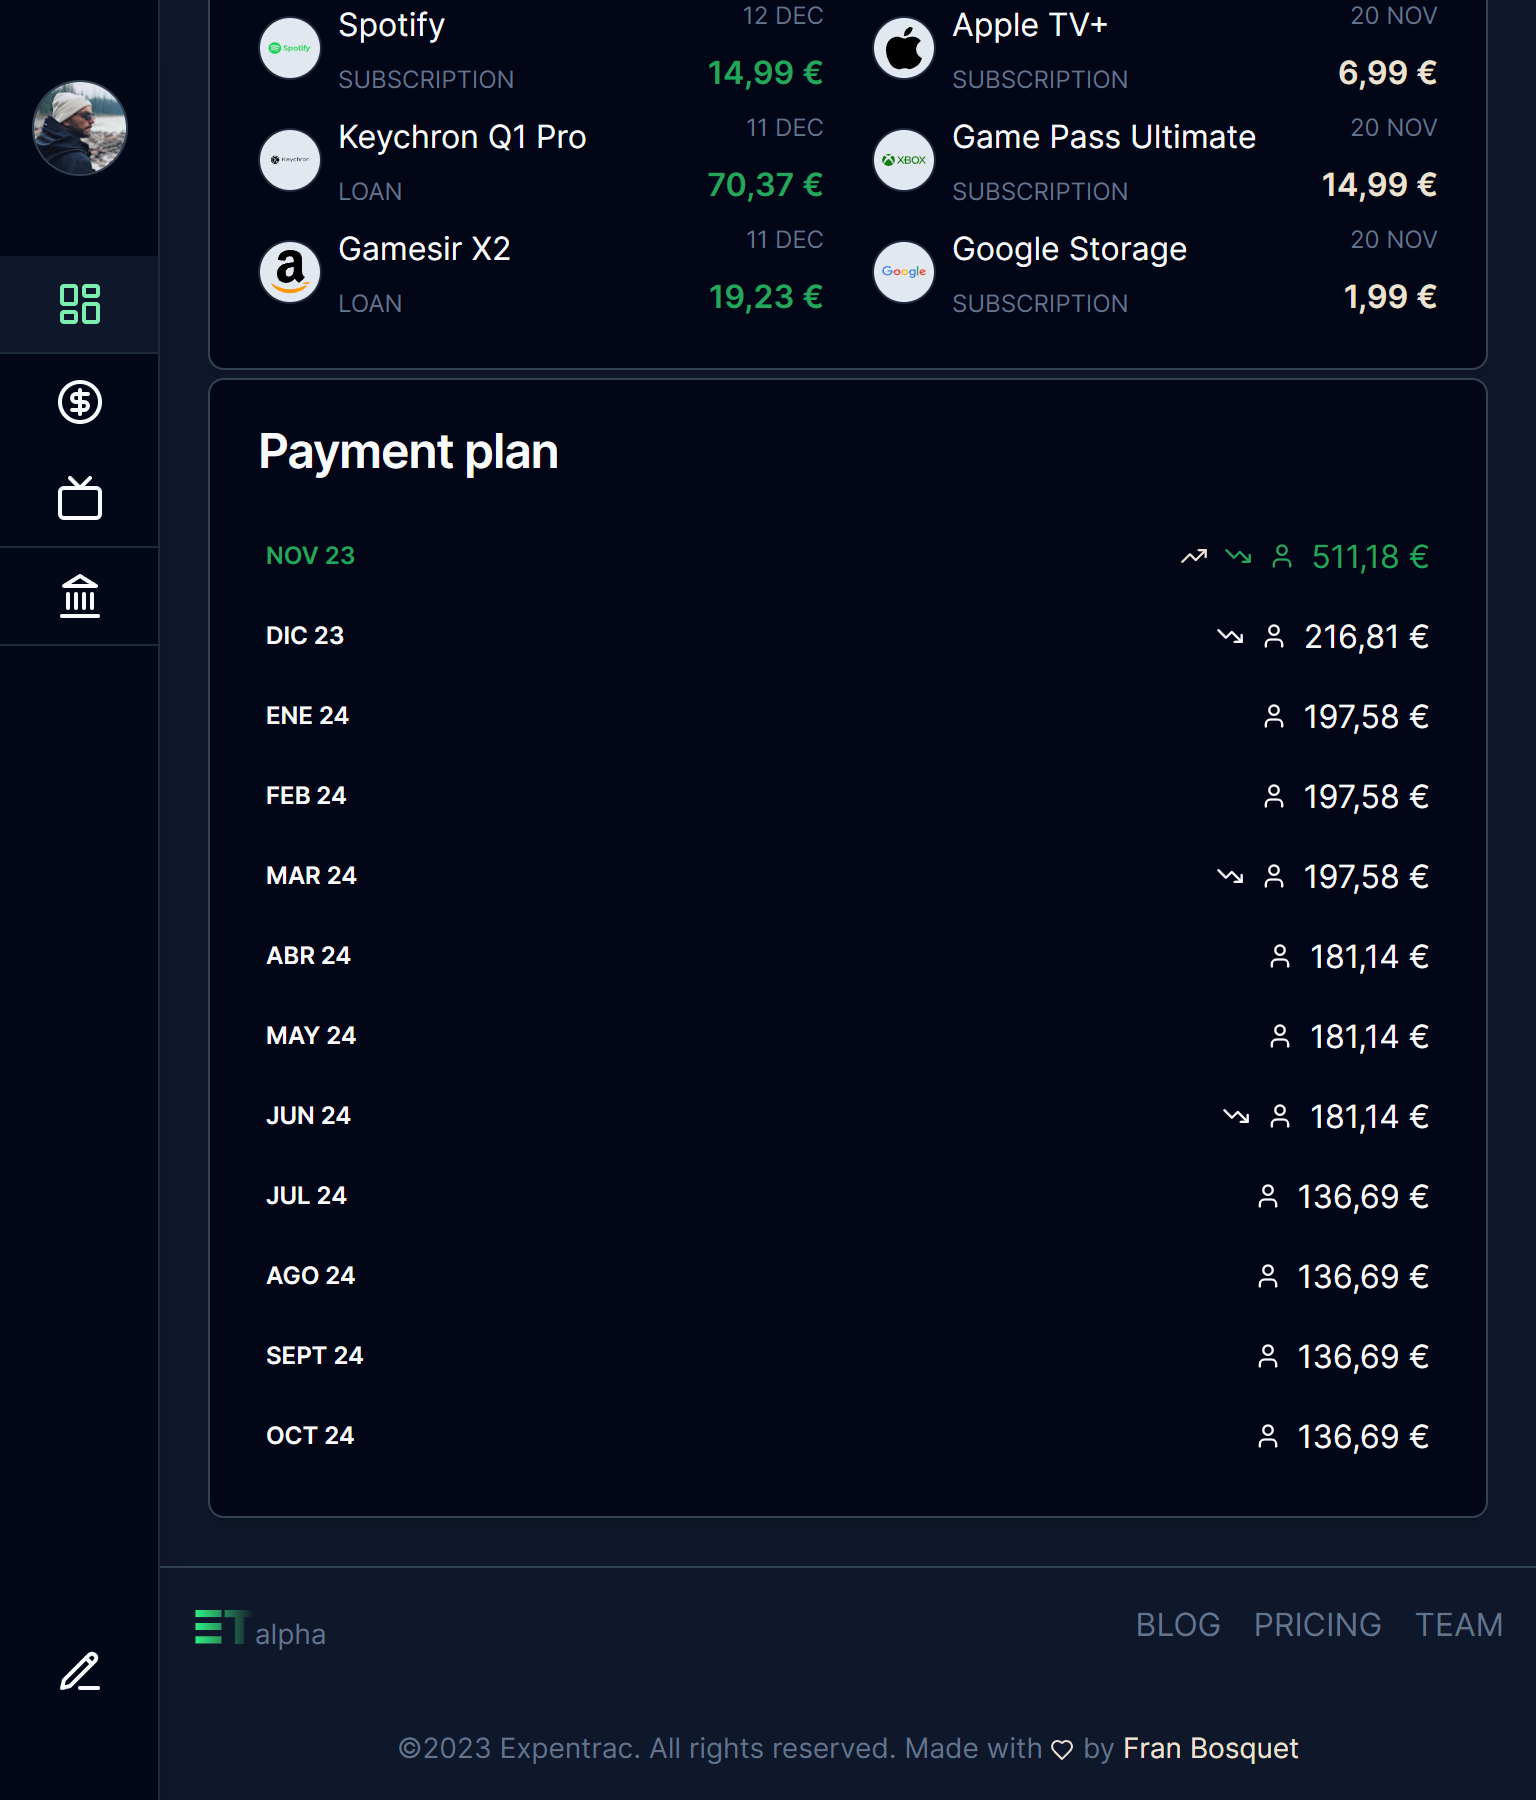 Spotify
12 DEC
Spotify
SUBSCRIPTION
14,99 €
Apple TV+
20 NOV
SUBSCRIPTION
6,99 €
Keychron Q1 Pro
11 DEC
Keychron
LOAN
70,37 €
Game Pass Ultimate
20 NOV
XBOX
SUBSCRIPTION
14,99 €
Gamesir X2
11 DEC
a
LOAN
19,23 €
Google Storage
20 NOV
Google
SUBSCRIPTION
1,99 €
Payment plan
NOV 23 511,18 €
DIC 23 216,81 €
ENE 24 197,58 €
FEB 24 197,58 €
MAR 24 197,58 €
ABR 24 181,14 €
MAY 24 181,14 €
JUN 24 181,14 €
JUL 24 136,69 €
AGO 24 136,69 €
SEPT 24 136,69 €
OCT 24 136,69 €
ET alpha
BLOG PRICING TEAM
©2023 Expentrac. All rights reserved. Made with ♡ by Fran Bosquet